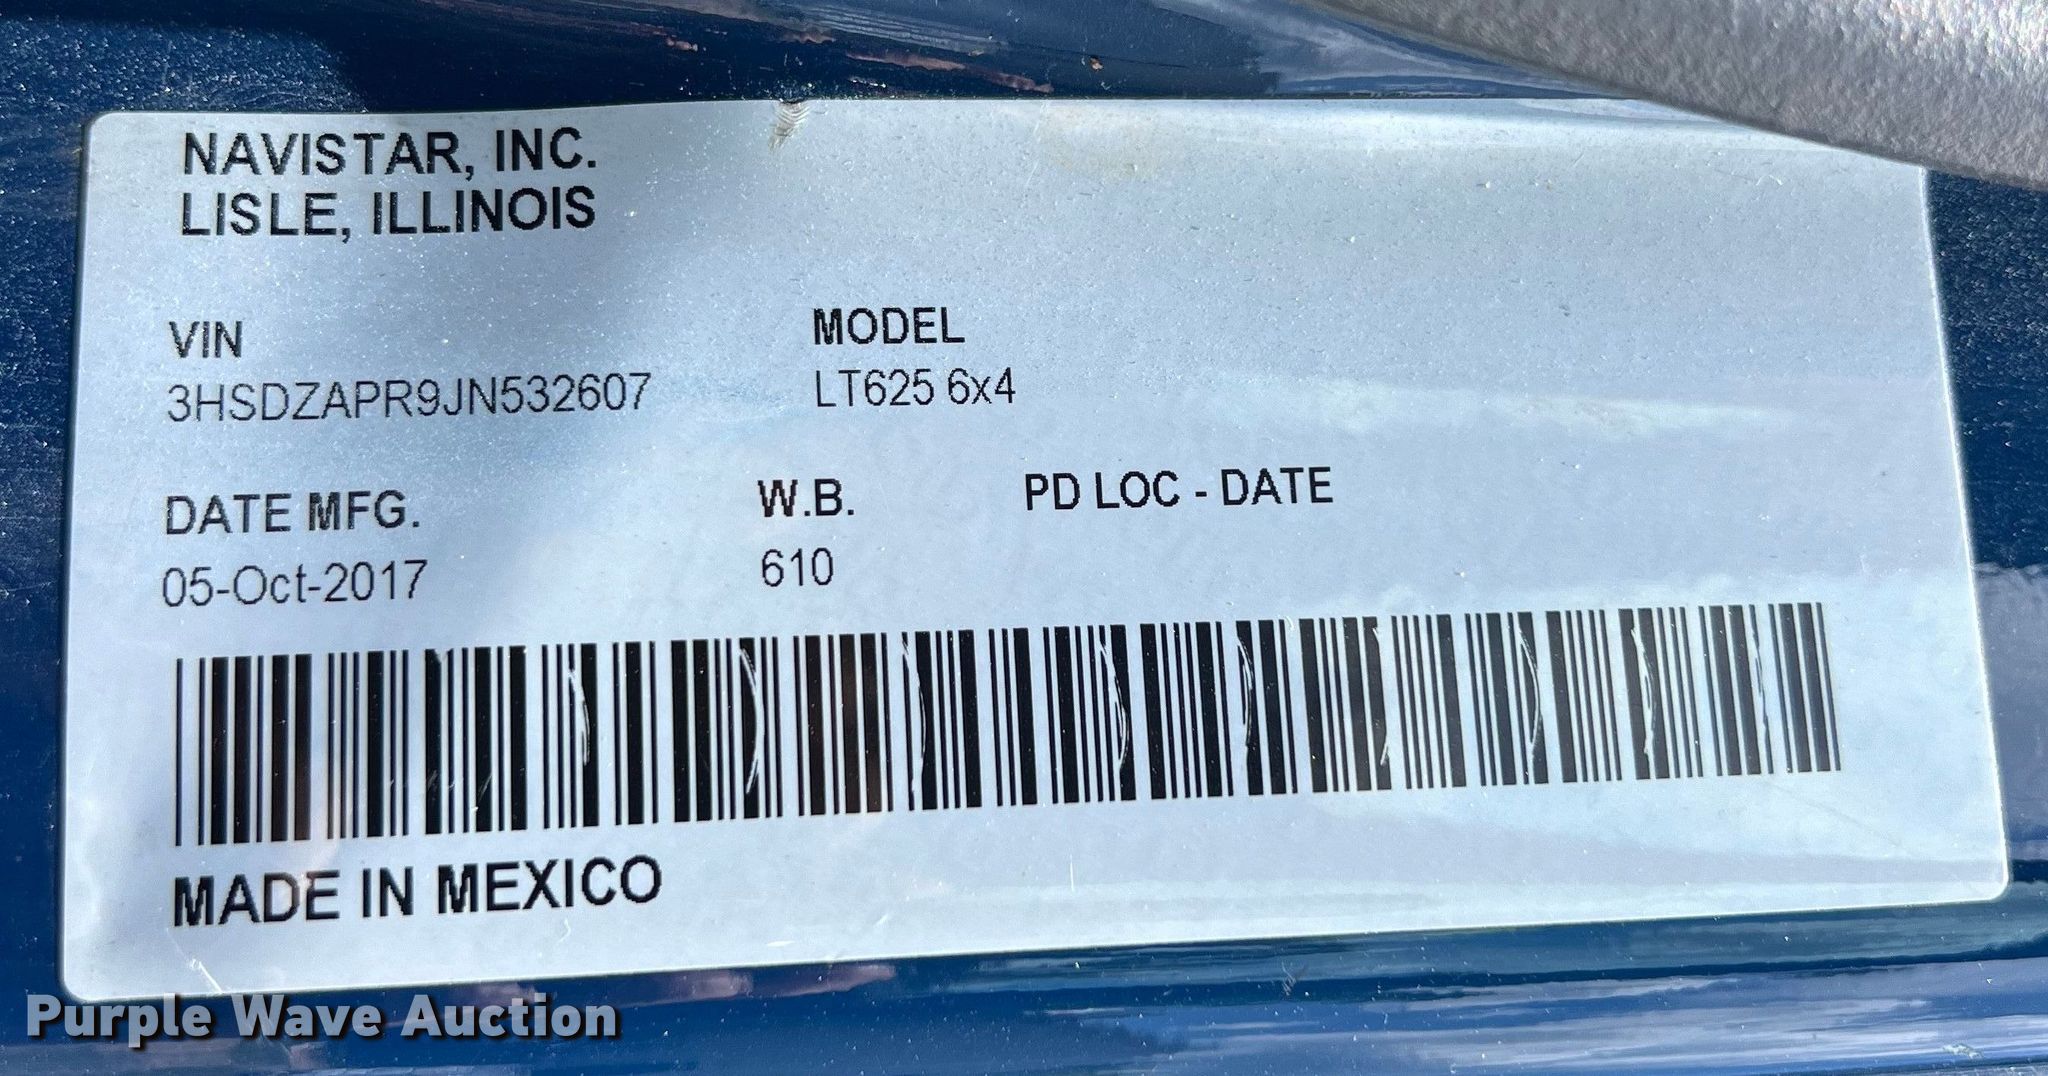 NAVISTAR, INC.
LISLE, ILLINOIS
VIN
3HSDZAPR9JN532607
MODEL
LT625 6x4
DATE MFG.
05-Oct-2017
W.B.
610
PD LOC - DATE
MADE IN MEXICO
Purple Wave Auction